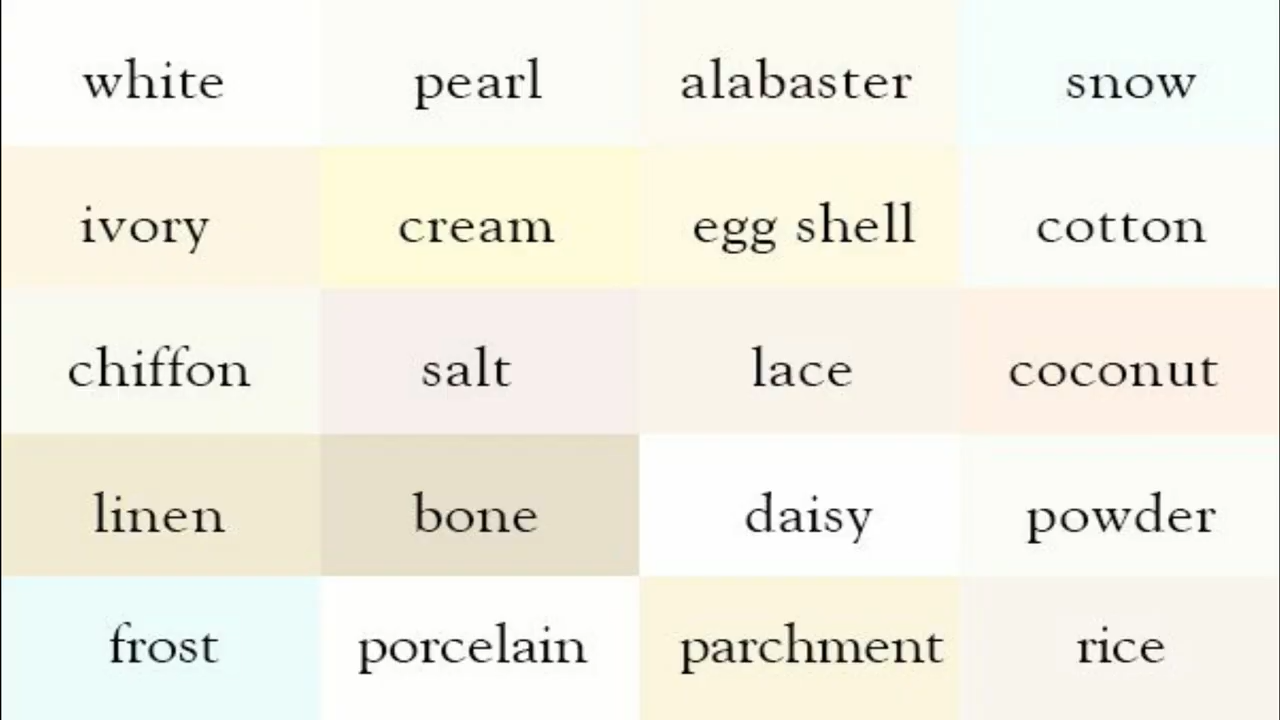 white pearl alabaster snow
ivory cream egg shell cotton
chiffon salt lace coconut
linen bone daisy powder
frost porcelain parchment rice